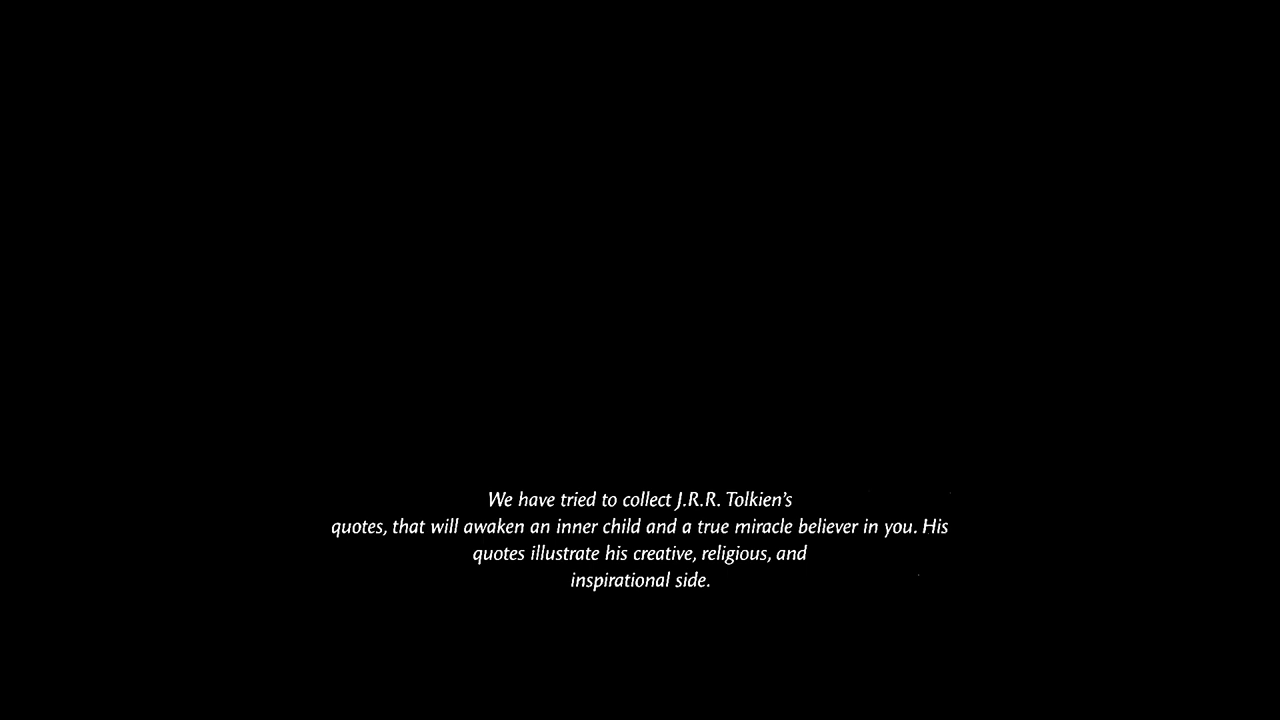 We have tried to collect J.R.R. Tolkien's
quotes, that will awaken an inner child and a true miracle believer in you. His
quotes illustrate his creative, religious, and
inspirational side.